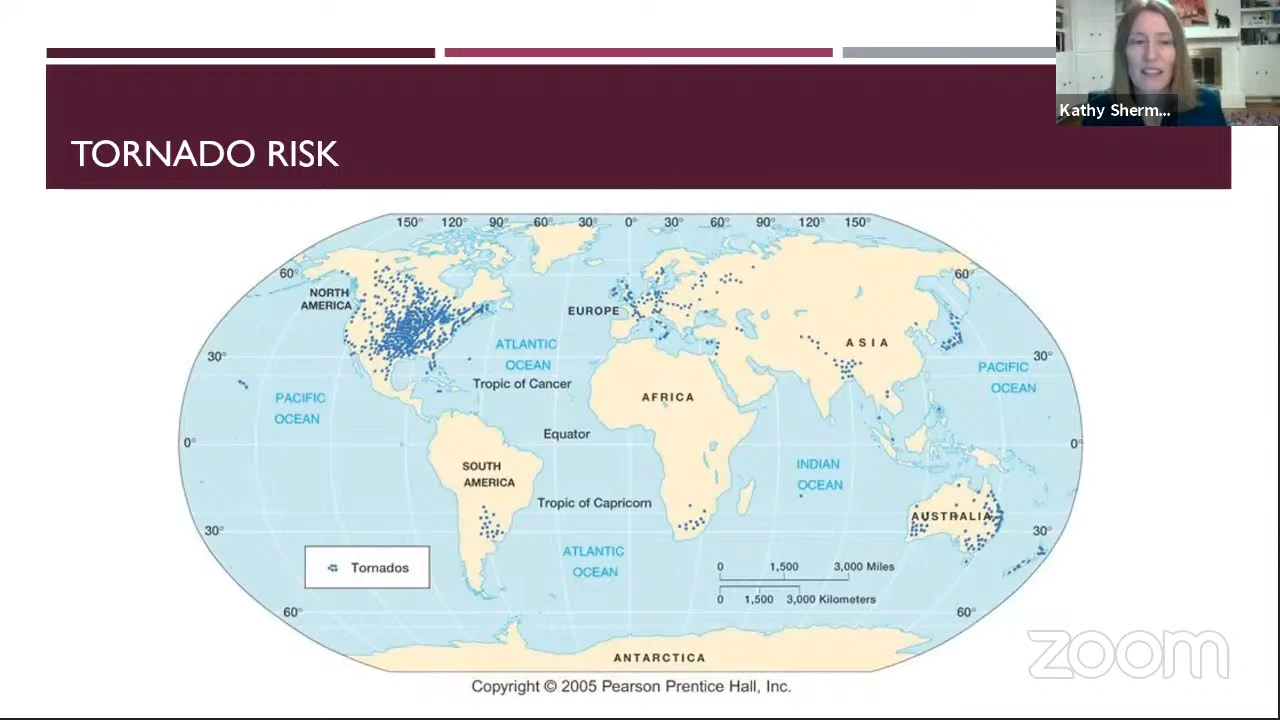 Kathy Sherm...
TORNADO RISK
150° 120° 90° 60° 30° 0° 30° 60° 90° 120° 150°
60°
60°
NORTH
AMERICA
EUROPE
ASIA
ATLANTIC
OCEAN
30°
30°
PACIFIC
OCEAN
Tropic of Cancer
PACIFIC
OCEAN
AFRICA
Equator
0°
0°
SOUTH
AMERICA
INDIAN
OCEAN
Tropic of Capricorn
AUSTRALIA
30°
30°
ATLANTIC
OCEAN
Tornados
0 1,500 3,000 Miles
0 1,500 3,000 Kilometers
60°
60°
ANTARCTICA
zoom
Copyright © 2005 Pearson Prentice Hall, Inc.